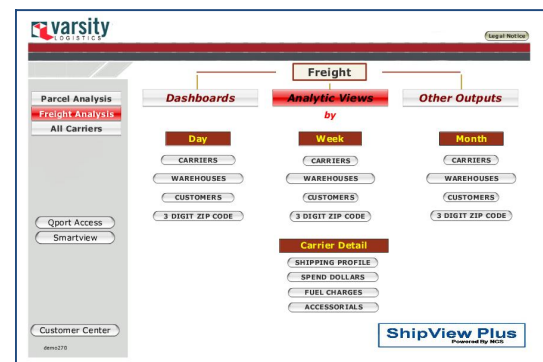 varsity
LOGISTICS
Legal Notice
Freight
Parcel Analysis
Freight Analysis
All Carriers
Dashboards
Analytic Views
Other Outputs
by
Day
Week
Month
CARRIERS
CARRIERS
CARRIERS
WAREHOUSES
WAREHOUSES
WAREHOUSES
CUSTOMERS
CUSTOMERS
CUSTOMERS
3 DIGIT ZIP CODE
3 DIGIT ZIP CODE
3 DIGIT ZIP CODE
Qport Access
Smartview
Carrier Detail
SHIPPING PROFILE
SPEND DOLLARS
FUEL CHARGES
ACCESSORIALS
Customer Center
demo270
ShipView Plus
Powered By NGS